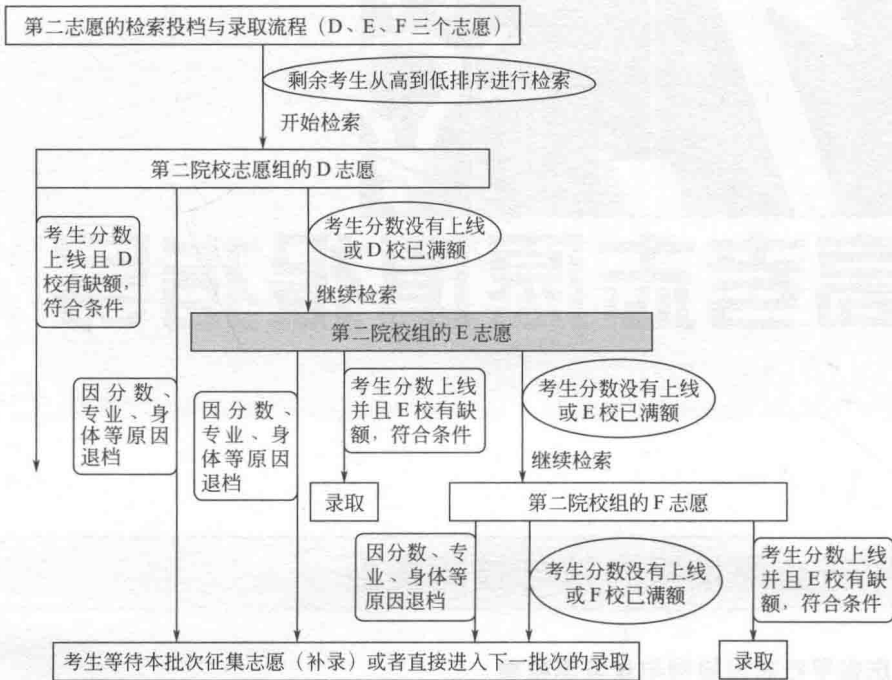 第二志愿的检索投档与录取流程（D、E、F三个志愿）
剩余考生从高到低排序进行检索
开始检索
第二院校志愿组的D志愿
考生分数
上线且D
校有缺额，
符合条件
考生分数没有上线
或D校已满额
继续检索
第二院校组的E志愿
因分数、
专业、身
体等原因
退档
因分数、
专业、身
体等原因
退档
考生分数上线
并且E校有缺
额，符合条件
考生分数没有上线
或E校已满额
继续检索
录取
第二院校组的F志愿
因分数、专
业、身体等
原因退档
考生分数没有上线
或F校已满额
考生分数上线
并且E校有缺
额，符合条件
考生等待本批次征集志愿（补录）或者直接进入下一批次的录取
录取